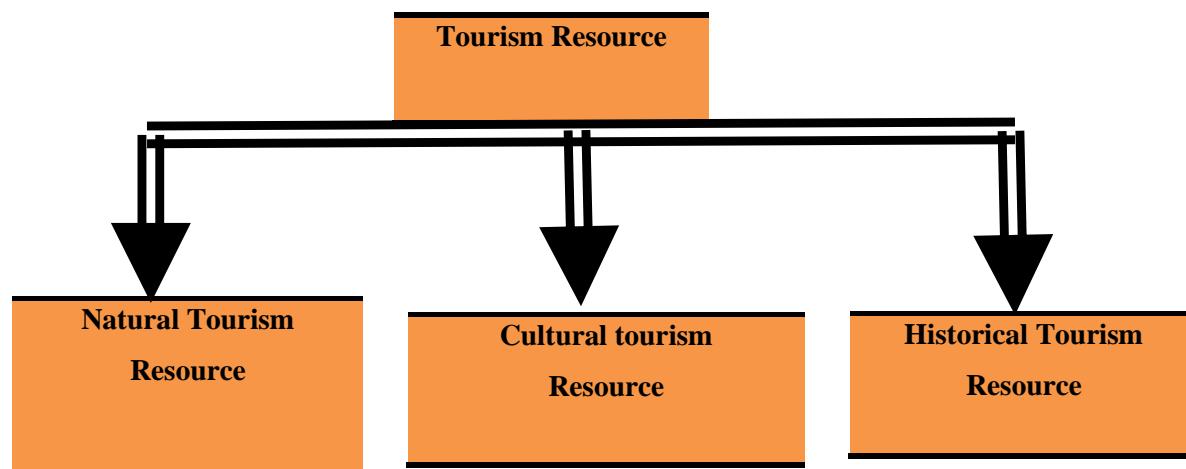 Tourism Resource
Natural Tourism
Resource
Cultural tourism
Resource
Historical Tourism
Resource